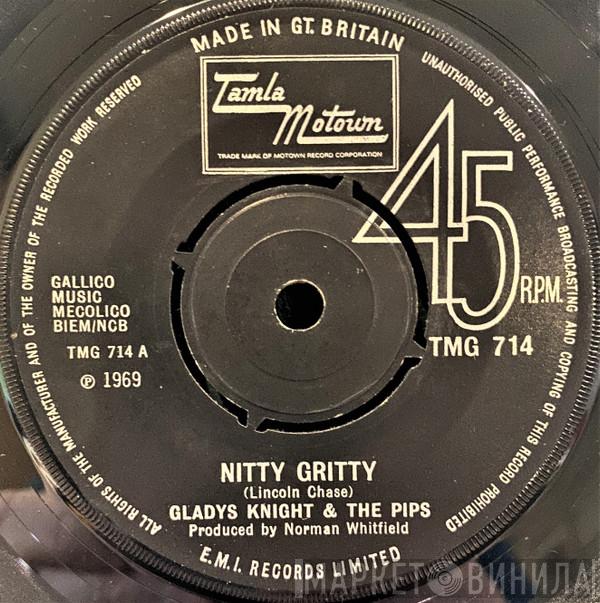 MADE IN GT. BRITAIN
UNAUTHORISED PUBLIC PERFORMANCE BROADCASTING AND COPYING OF THIS RECORD PROHIBITED
ALL RIGHTS OF THE MANUFACTURER AND OF THE OWNER OF THE RECORDED WORK RESERVED
Tamla
Motown
TRADE MARK OF MOTOWN RECORD CORPORATION
45
R.P.M.
GALLICO
MUSIC
MECOLICO
BIEM/NCB
TMG 714 A
℗ 1969
TMG 714
NITTY GRITTY
(Lincoln Chase)
GLADYS KNIGHT & THE PIPS
Produced by Norman Whitfield
E.M.I. RECORDS LIMITED
МАРКЕТ ВИНИЛА